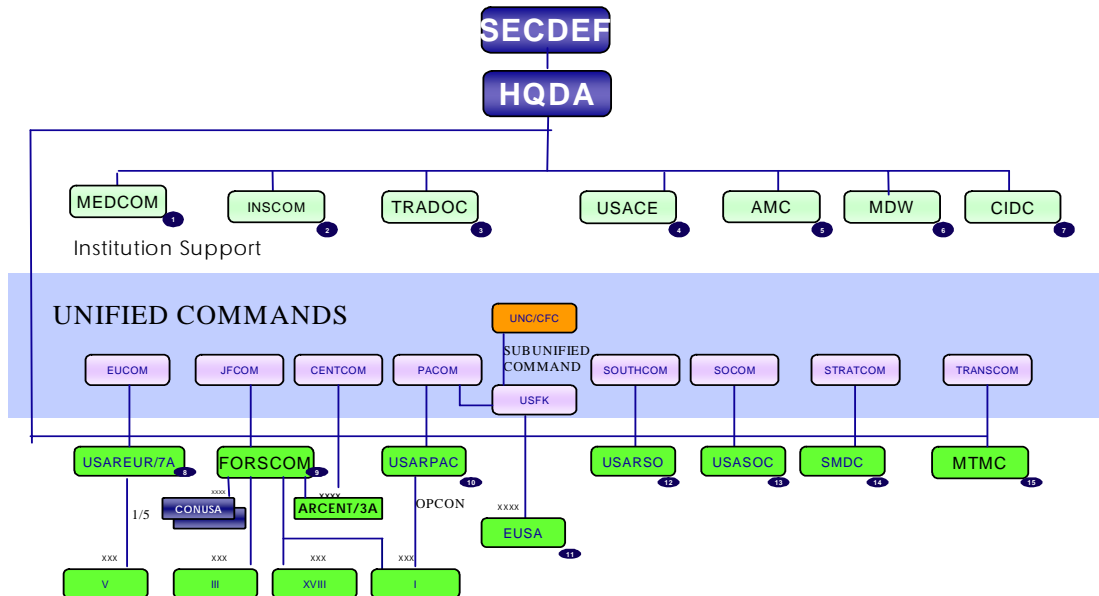 SECDEF
HQDA
MEDCOM
1
INSCOM
2
TRADOC
3
USACE
4
AMC
5
MDW
6
CIDC
7
Institution Support
UNIFIED COMMANDS
UNC/CFC
SUBUNIFIED
COMMAND
EUCOM
JFCOM
CENTCOM
PACOM
USFK
SOUTHCOM
SOCOM
STRATCOM
TRANSCOM
USAREUR/7A
8
FORSCOM
9
USARPAC
10
USARSO
12
USASOC
13
SMDC
14
MTMC
15
xxxx
CONUSA
1/5
xxxx
ARCENT/3A
OPCON
xxxx
EUSA
11
xxx
V
xxx
III
xxx
XVIII
xxx
I